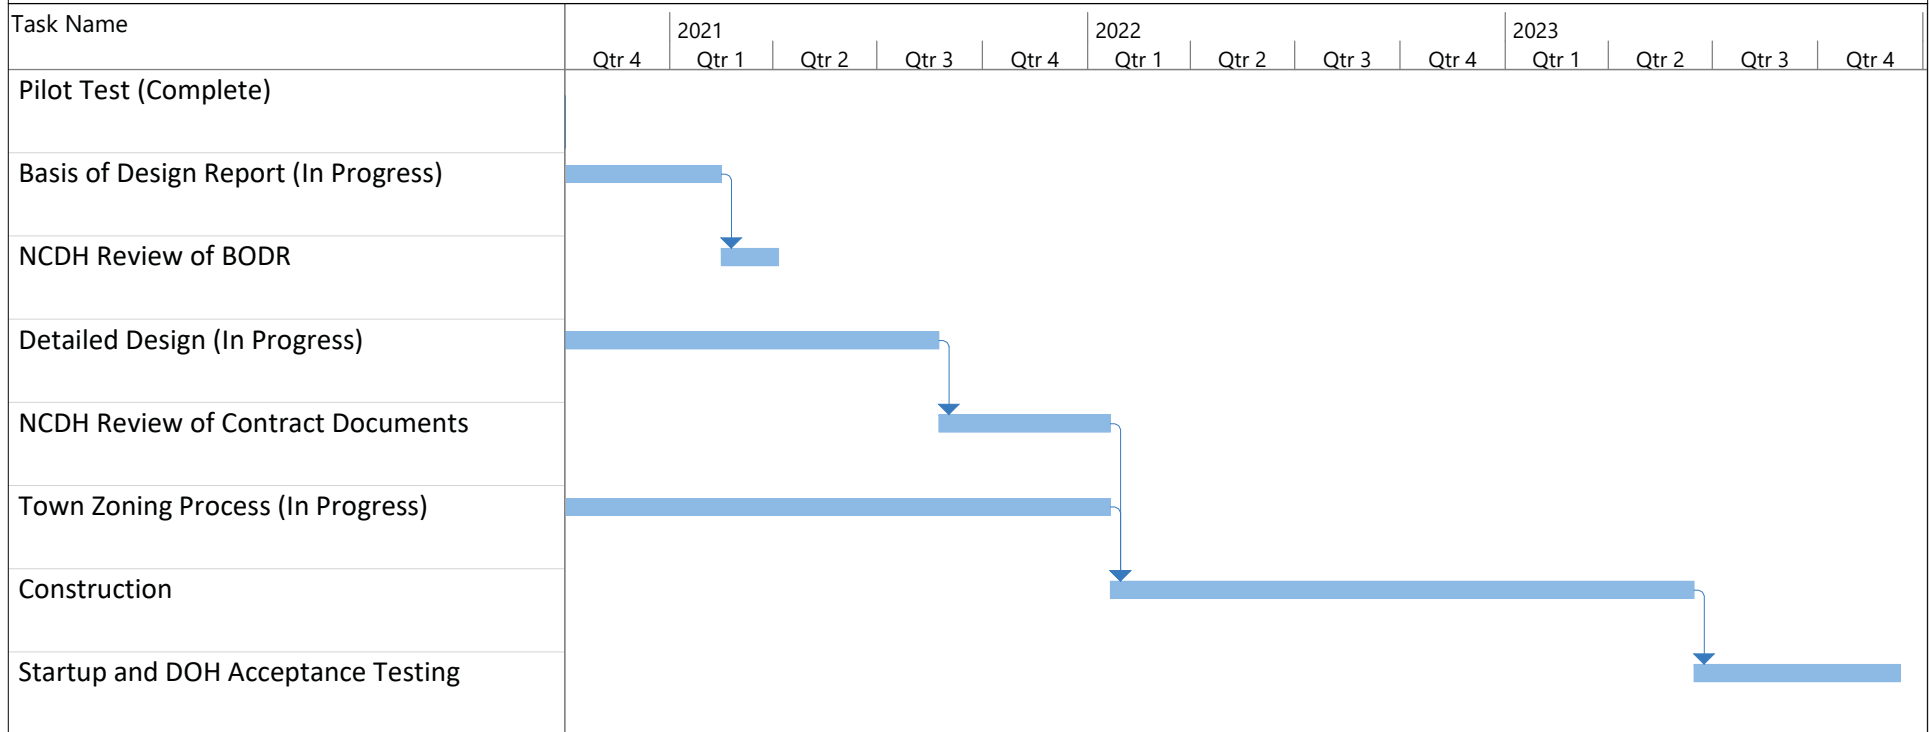 Task Name
2021 2022 2023
Qtr 4 Qtr 1 Qtr 2 Qtr 3 Qtr 4 Qtr 1 Qtr 2 Qtr 3 Qtr 4 Qtr 1 Qtr 2 Qtr 3 Qtr 4
Pilot Test (Complete)
Basis of Design Report (In Progress)
NCDH Review of BODR
Detailed Design (In Progress)
NCDH Review of Contract Documents
Town Zoning Process (In Progress)
Construction
Startup and DOH Acceptance Testing